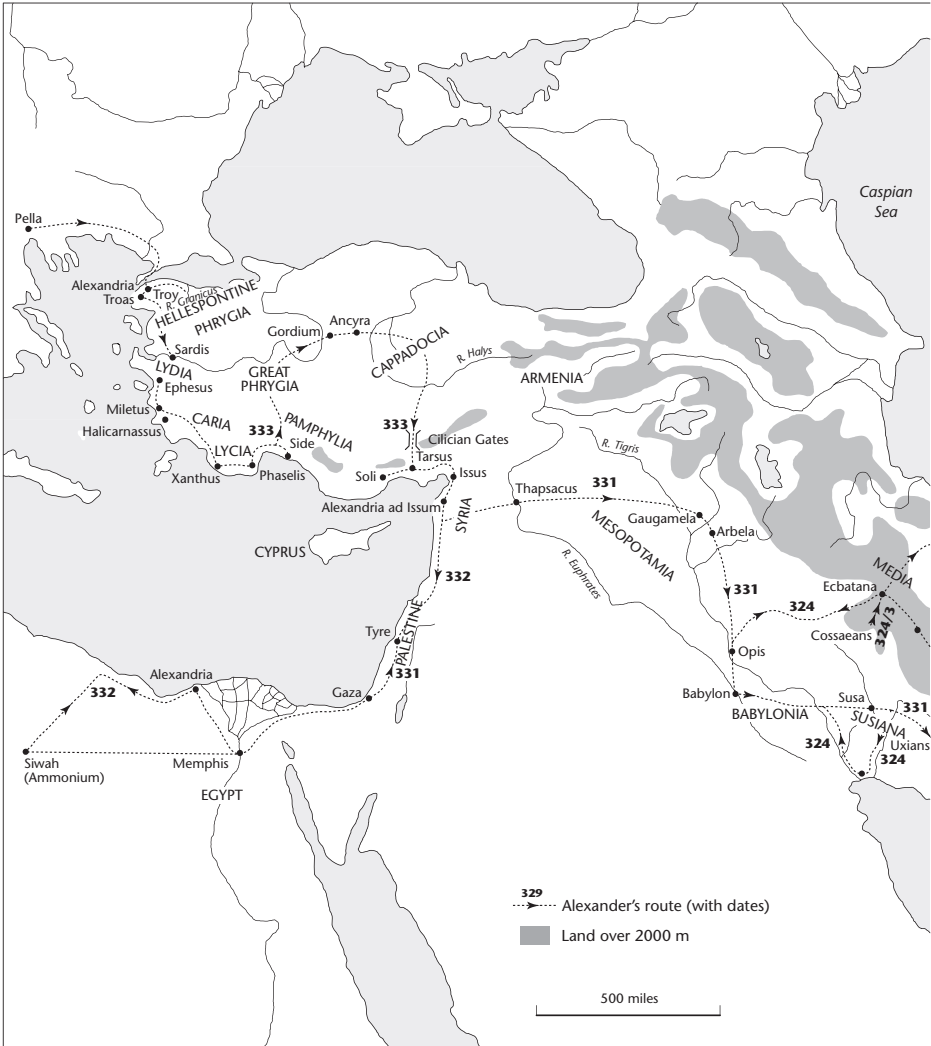 Caspian
Sea
Pella
Alexandria
Troas
Troy
R. Granicus
HELLESPONTINE
PHRYGIA
Sardis
LYDIA
Ephesus
Miletus
Halicarnassus
CARIA
LYCIA
Xanthus
Phaselis
333
PAMPHYLIA
Side
GREAT
PHRYGIA
Gordium
Ancyra
CAPPADOCIA
R. Halys
ARMENIA
333
Cilician Gates
Tarsus
Soli
Issus
Alexandria ad Issum
SYRIA
CYPRUS
332
Thapsacus
331
R. Tigris
Gaugamela
Arbela
MESOPOTAMIA
R. Euphrates
331
324
MEDIA
Ecbatana
Cossaeans
324/3
Opis
Tyre
PALESTINE
331
Gaza
Alexandria
332
Siwah
(Ammonium)
Memphis
EGYPT
Babylon
BABYLONIA
Susa
331
SUSIANA
Uxians
324
324
329
Alexander's route (with dates)
Land over 2000 m
500 miles